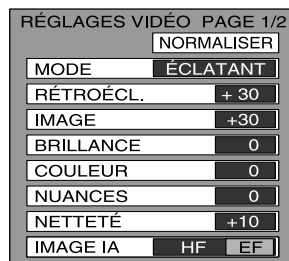 RÉGLAGES VIDÉO PAGE 1/2
NORMALISER
MODE ÉCLATANT
RÉTROÉCL. + 30
IMAGE +30
BRILLANCE 0
COULEUR 0
NUANCES 0
NETTETÉ +10
IMAGE IA HF EF